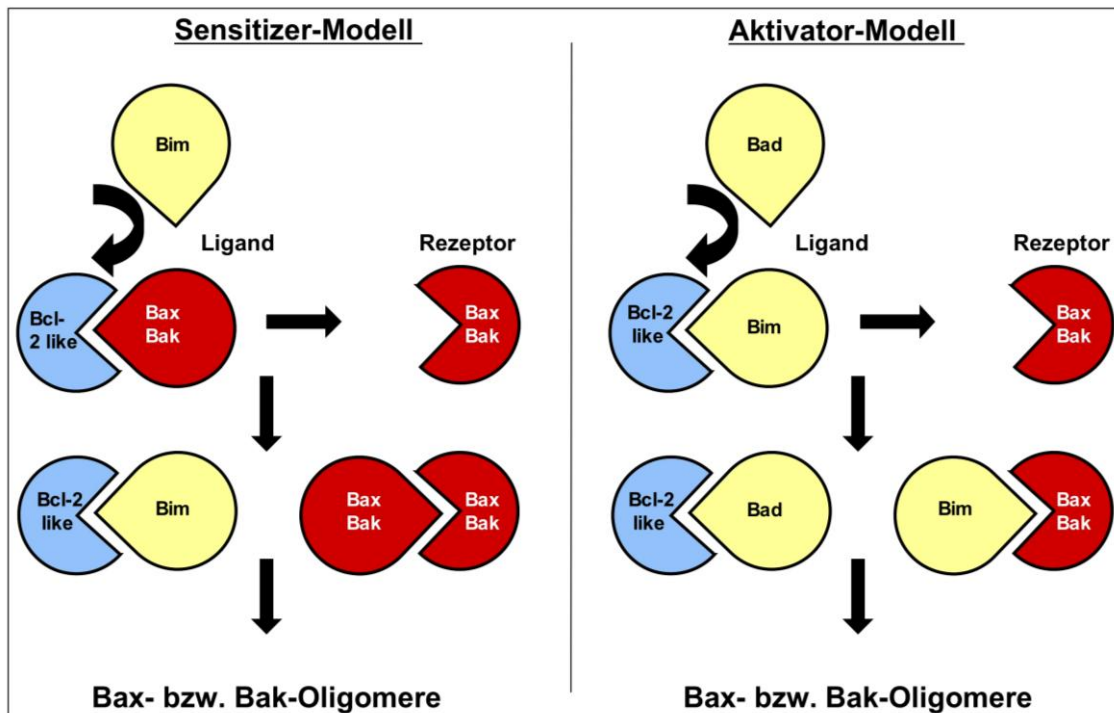 Sensitizer-Modell
Bim
Ligand
Rezeptor
Bcl-
2 like
Bax
Bak
Bax
Bak
Bcl-2
like
Bim
Bax
Bak
Bax
Bak
Bax- bzw. Bak-Oligomere
Aktivator-Modell
Bad
Ligand
Rezeptor
Bcl-2
like
Bim
Bax
Bak
Bcl-2
like
Bad
Bim
Bax
Bak
Bax- bzw. Bak-Oligomere